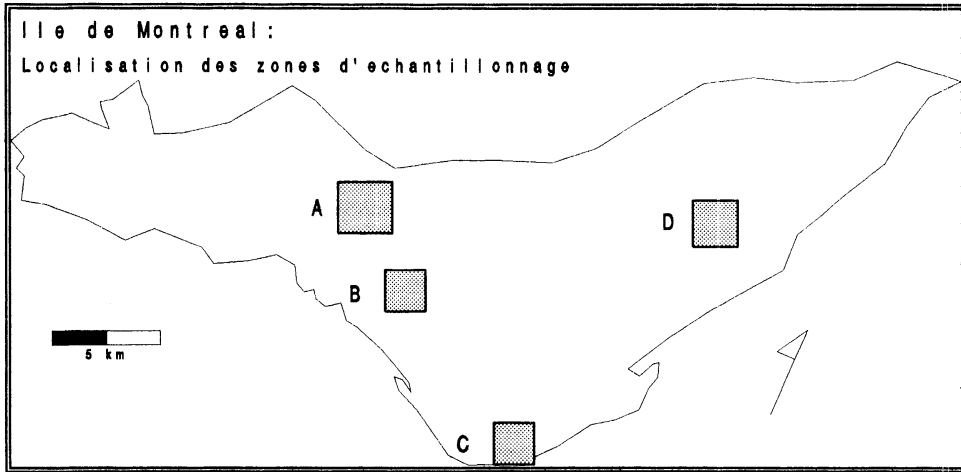 Ile de Montreal:
Localisation des zones d'echantillonnage
A
D
B
5 km
C